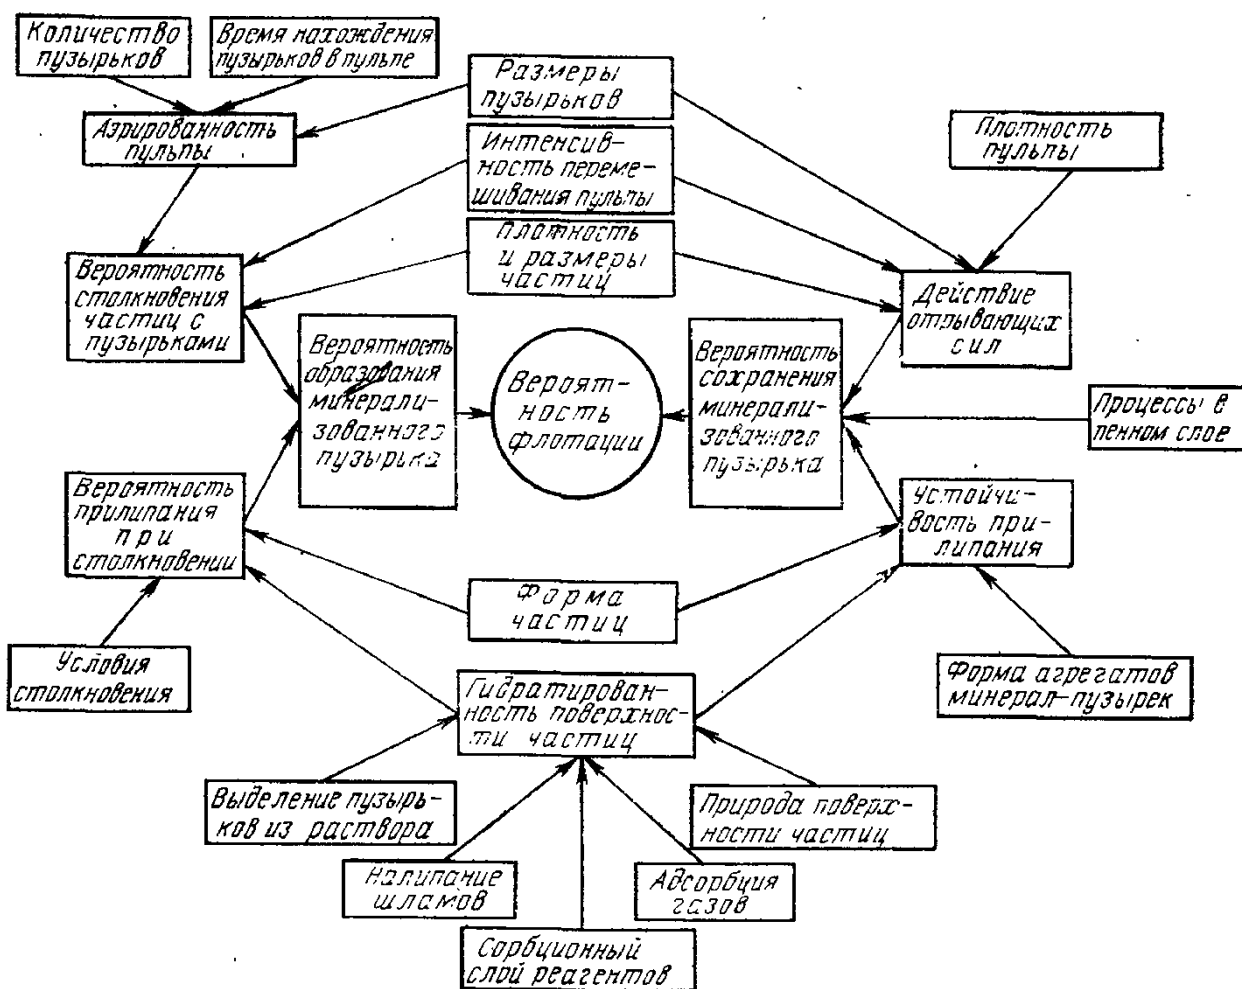 Количество
пузырьков
Время нахождения
пузырьков в пульпе
Размеры
пузырьков
Аэрированность
пульпы
Интенсив-
ность переме-
шивания пульпы
Плотность
пульпы
Плотность
и размеры
частиц
Вероятность
столкновения
частиц с
пузырьками
Действие
отрывающих
сил
Вероятность
образования
минерали-
зованного
пузырька
Вероят-
ность
флотации
Вероятность
сохранения
минерали-
зованного
пузырька
Процессы в
пенном слое
Вероятность
прилипания
при
столкновении
Устойчи-
вость при-
липания
Форма
частиц
Условия
столкновения
Гидратирован-
ность поверхнос-
ти частиц
Форма агрегатов
минерал-пузырек
Выделение пузырь-
ков из раствора
Природа поверх-
ности частиц
Налипание
шламов
Адсорбция
газов
Сорбционный
слой реагентов